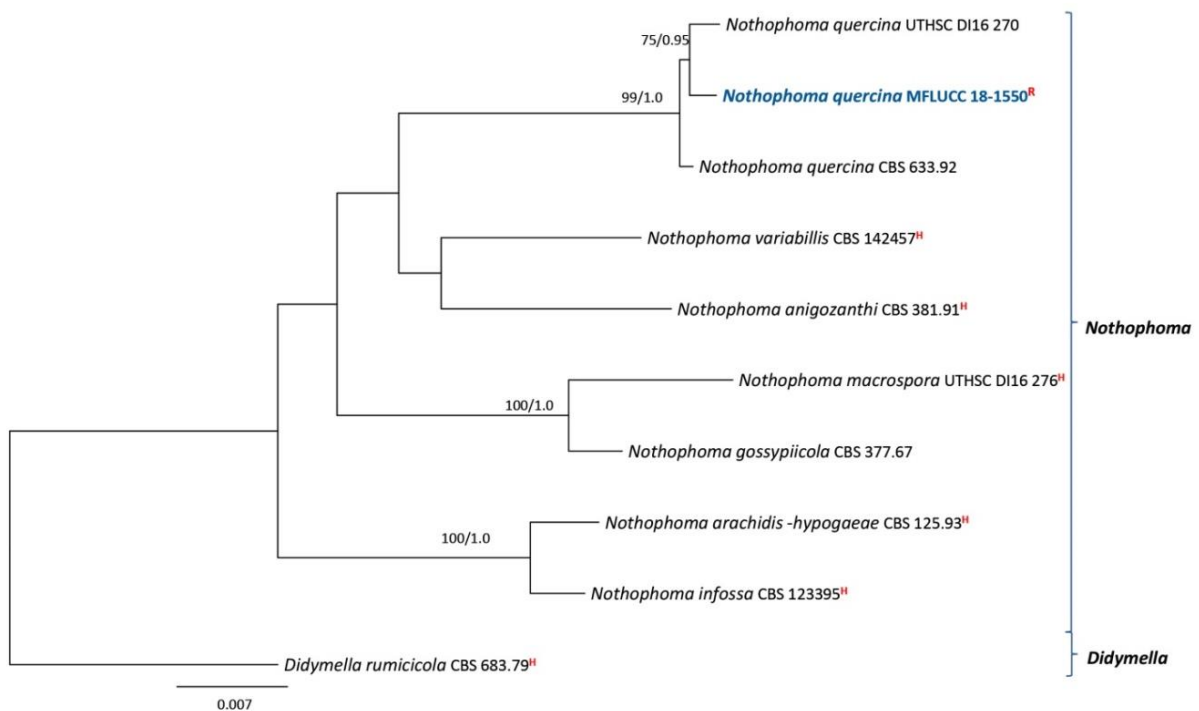 Nothophoma quercina UTHSC DI16 270
75/0.95
Nothophoma quercina MFLUCC 18-1550R
99/1.0
Nothophoma quercina CBS 633.92
Nothophoma variabillis CBS 142457H
Nothophoma anigozanthi CBS 381.91H
Nothophoma
Nothophoma macrospora UTHSC DI16 276H
100/1.0
Nothophoma gossypiicola CBS 377.67
Nothophoma arachidis -hypogaeae CBS 125.93H
100/1.0
Nothophoma infossa CBS 123395H
Didymella
Didymella rumicicola CBS 683.79H
0.007